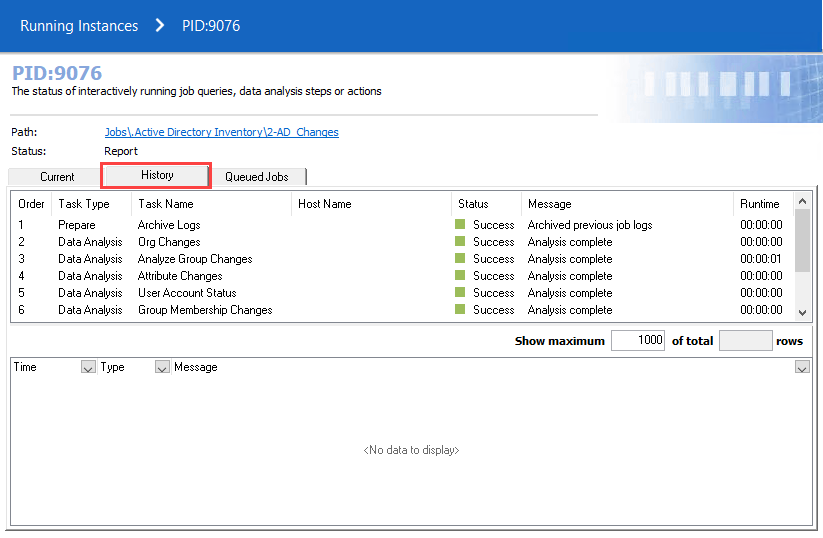 Running Instances > PID:9076
PID:9076
The status of interactively running job queries, data analysis steps or actions
Path: Jobs\.Active Directory Inventory\2-AD_Changes
Status: Report
Current History Queued Jobs
Order Task Type Task Name Host Name Status Message Runtime
1 Prepare Archive Logs Success Archived previous job logs 00:00:00
2 Data Analysis Org Changes Success Analysis complete 00:00:00
3 Data Analysis Analyze Group Changes Success Analysis complete 00:00:01
4 Data Analysis Attribute Changes Success Analysis complete 00:00:00
5 Data Analysis User Account Status Success Analysis complete 00:00:00
6 Data Analysis Group Membership Changes Success Analysis complete 00:00:00
Show maximum 1000 of total rows
Time Type Message
<No data to display>